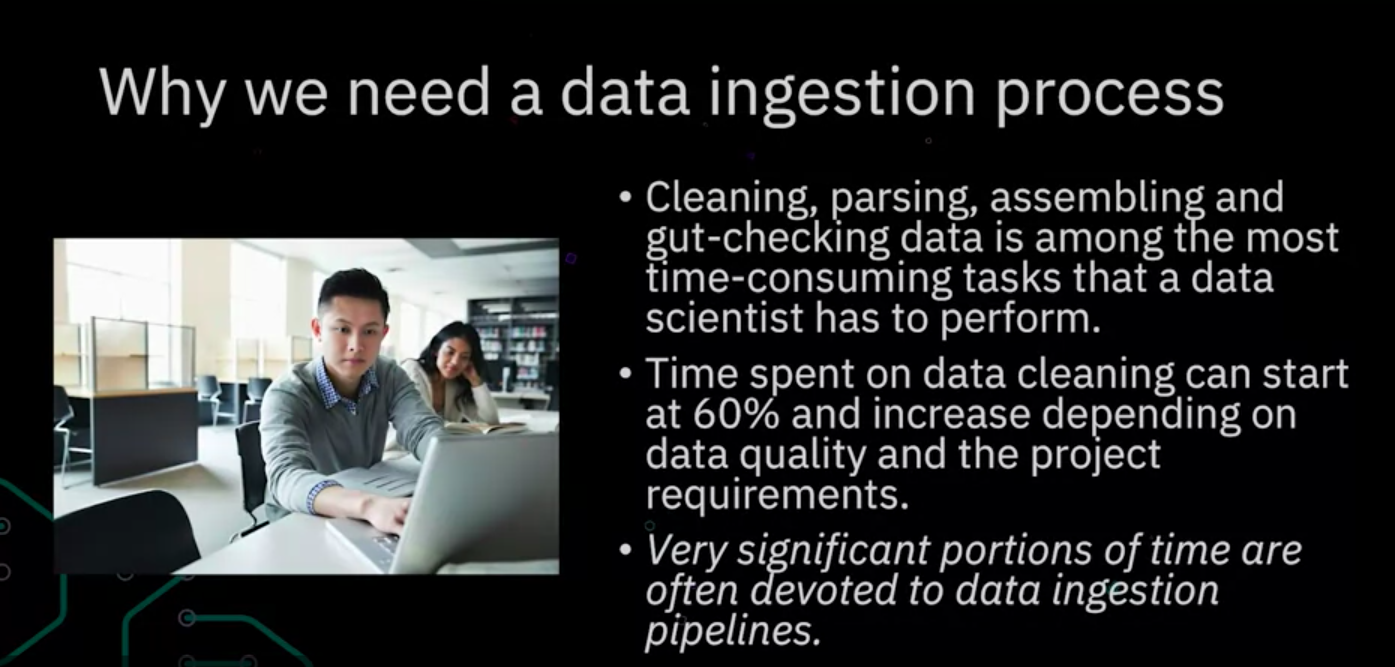 Why we need a data ingestion process
• Cleaning, parsing, assembling and
gut-checking data is among the most
time-consuming tasks that a data
scientist has to perform.
• Time spent on data cleaning can start
at 60% and increase depending on
data quality and the project
requirements.
• Very significant portions of time are
often devoted to data ingestion
pipelines.